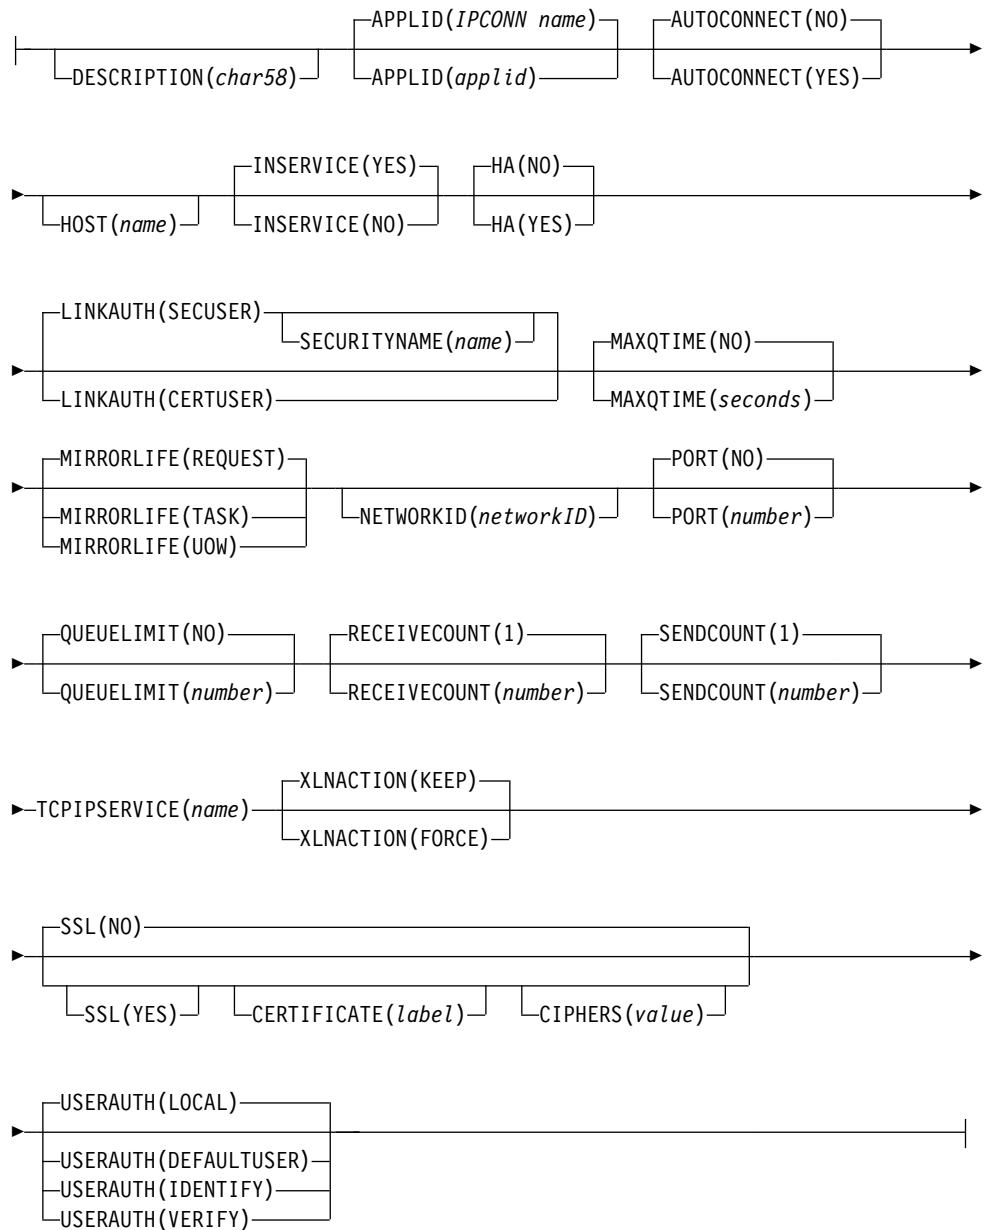 APPLID(IPCONN name) AUTOCONNECT(NO)
DESCRIPTION(char58) APPLID(applid) AUTOCONNECT(YES)
INSERVICE(YES) HA(NO)
HOST(name) INSERVICE(NO) HA(YES)
LINKAUTH(SECUSER)
SECURITYNAME(name) MAXQTIME(NO)
LINKAUTH(CERTUSER) MAXQTIME(seconds)
MIRRORLIFE(REQUEST) PORT(NO)
MIRRORLIFE(TASK) NETWORKID(networkID) PORT(number)
MIRRORLIFE(UOW)
QUEUELIMIT(NO) RECEIVECOUNT(1) SENDCOUNT(1)
QUEUELIMIT(number) RECEIVECOUNT(number) SENDCOUNT(number)
XLNACTION(KEEP)
TCPIPSERVICE(name)
XLNACTION(FORCE)
SSL(NO)
SSL(YES) CERTIFICATE(label) CIPHERS(value)
USERAUTH(LOCAL)
USERAUTH(DEFAULTUSER)
USERAUTH(IDENTIFY)
USERAUTH(VERIFY)